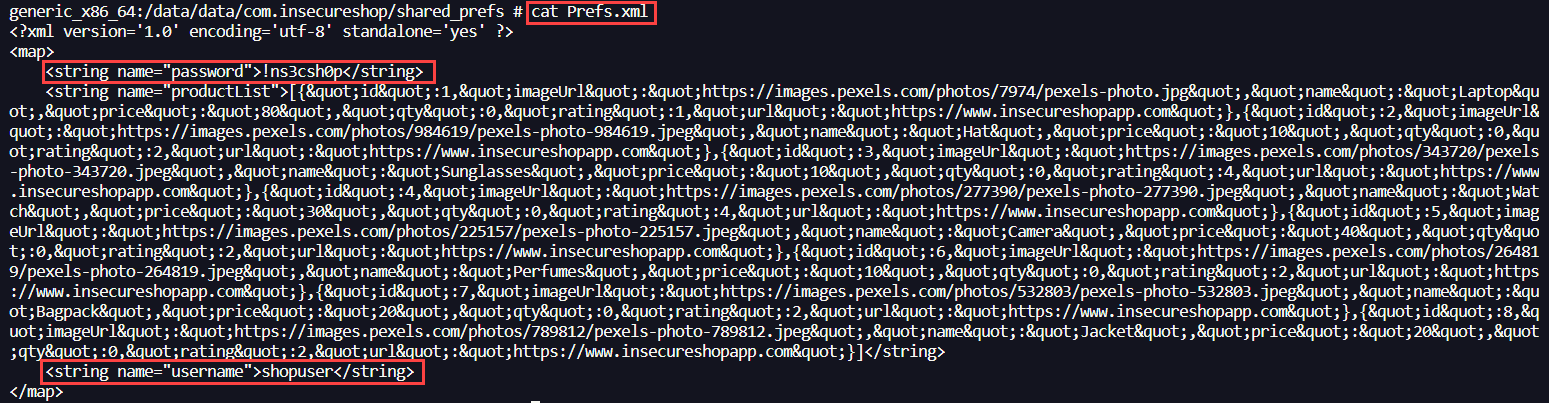 generic_x86_64:/data/data/com.insecureshop/shared_prefs # cat Prefs.xml
<?xml version='1.0' encoding='utf-8' standalone='yes' ?>
<map>
    <string name="password">!ns3csh0p</string>
    <string name="productList">[{&quot;id&quot;:1,&quot;imageUrl&quot;:&quot;https://images.pexels.com/photos/7974/pexels-photo.jpg&quot;,&quot;name&quot;:&quot;Laptop&q
uot;,&quot;price&quot;:&quot;80&quot;,&quot;qty&quot;:0,&quot;rating&quot;:1,&quot;url&quot;:&quot;https://www.insecureshopapp.com&quot;},{&quot;id&quot;:2,&quot;imageUrl&
quot;:&quot;https://images.pexels.com/photos/984619/pexels-photo-984619.jpeg&quot;,&quot;name&quot;:&quot;Hat&quot;,&quot;price&quot;:&quot;10&quot;,&quot;qty&quot;:0,&qu
ot;rating&quot;:2,&quot;url&quot;:&quot;https://www.insecureshopapp.com&quot;},{&quot;id&quot;:3,&quot;imageUrl&quot;:&quot;https://images.pexels.com/photos/343720/pexels
-photo-343720.jpeg&quot;,&quot;name&quot;:&quot;Sunglasses&quot;,&quot;price&quot;:&quot;10&quot;,&quot;qty&quot;:0,&quot;rating&quot;:4,&quot;url&quot;:&quot;https://www
.insecureshopapp.com&quot;},{&quot;id&quot;:4,&quot;imageUrl&quot;:&quot;https://images.pexels.com/photos/277390/pexels-photo-277390.jpeg&quot;,&quot;name&quot;:&quot;Wat
ch&quot;,&quot;price&quot;:&quot;30&quot;,&quot;qty&quot;:0,&quot;rating&quot;:4,&quot;url&quot;:&quot;https://www.insecureshopapp.com&quot;},{&quot;id&quot;:5,&quot;imag
eUrl&quot;:&quot;https://images.pexels.com/photos/225157/pexels-photo-225157.jpeg&quot;,&quot;name&quot;:&quot;Camera&quot;,&quot;price&quot;:&quot;40&quot;,&quot;qty&quo
t;:0,&quot;rating&quot;:2,&quot;url&quot;:&quot;https://www.insecureshopapp.com&quot;},{&quot;id&quot;:6,&quot;imageUrl&quot;:&quot;https://images.pexels.com/photos/26481
9/pexels-photo-264819.jpeg&quot;,&quot;name&quot;:&quot;Perfumes&quot;,&quot;price&quot;:&quot;10&quot;,&quot;qty&quot;:0,&quot;rating&quot;:2,&quot;url&quot;:&quot;https
://www.insecureshopapp.com&quot;},{&quot;id&quot;:7,&quot;imageUrl&quot;:&quot;https://images.pexels.com/photos/532803/pexels-photo-532803.jpeg&quot;,&quot;name&quot;:&qu
ot;Bagpack&quot;,&quot;price&quot;:&quot;20&quot;,&quot;qty&quot;:0,&quot;rating&quot;:2,&quot;url&quot;:&quot;https://www.insecureshopapp.com&quot;},{&quot;id&quot;:8,&q
uot;imageUrl&quot;:&quot;https://images.pexels.com/photos/789812/pexels-photo-789812.jpeg&quot;,&quot;name&quot;:&quot;Jacket&quot;,&quot;price&quot;:&quot;20&quot;,&quot
;qty&quot;:0,&quot;rating&quot;:2,&quot;url&quot;:&quot;https://www.insecureshopapp.com&quot;}]</string>
    <string name="username">shopuser</string>
</map>